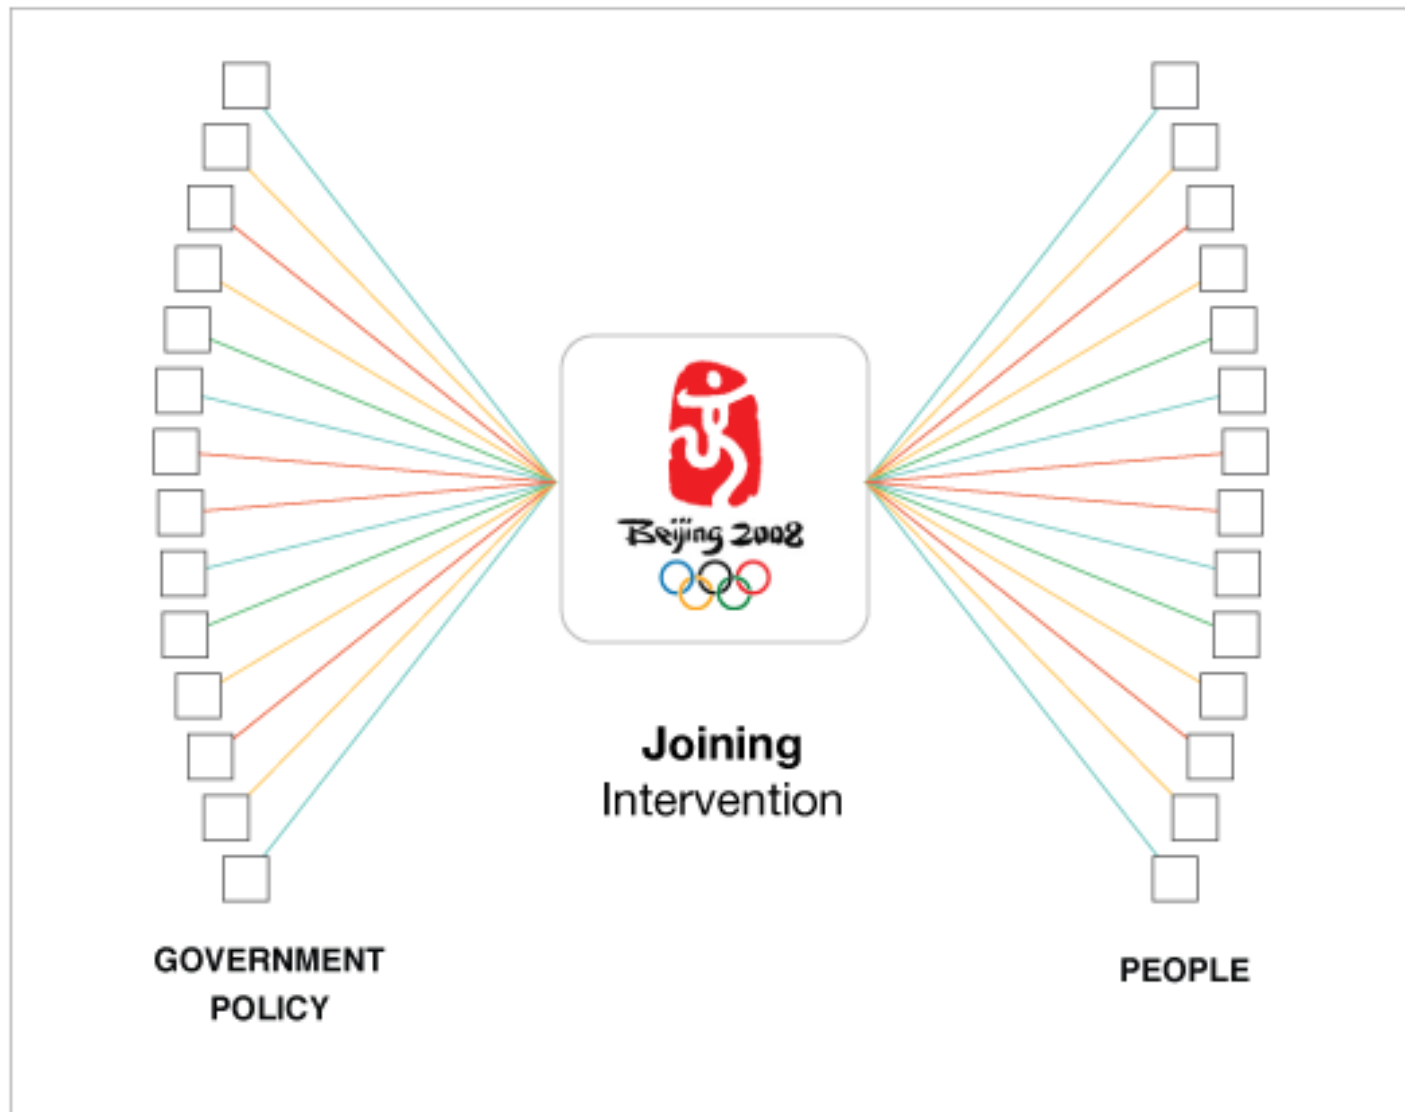 Beijing 2008
Joining
Intervention
GOVERNMENT
POLICY
PEOPLE